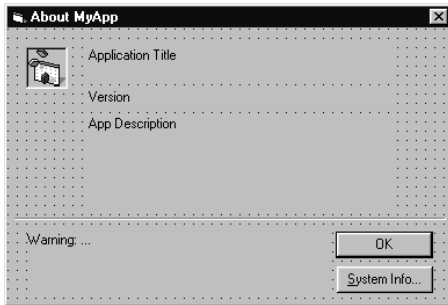 About MyApp
Application Title
Version
App Description
Warning: ...
OK
System Info...